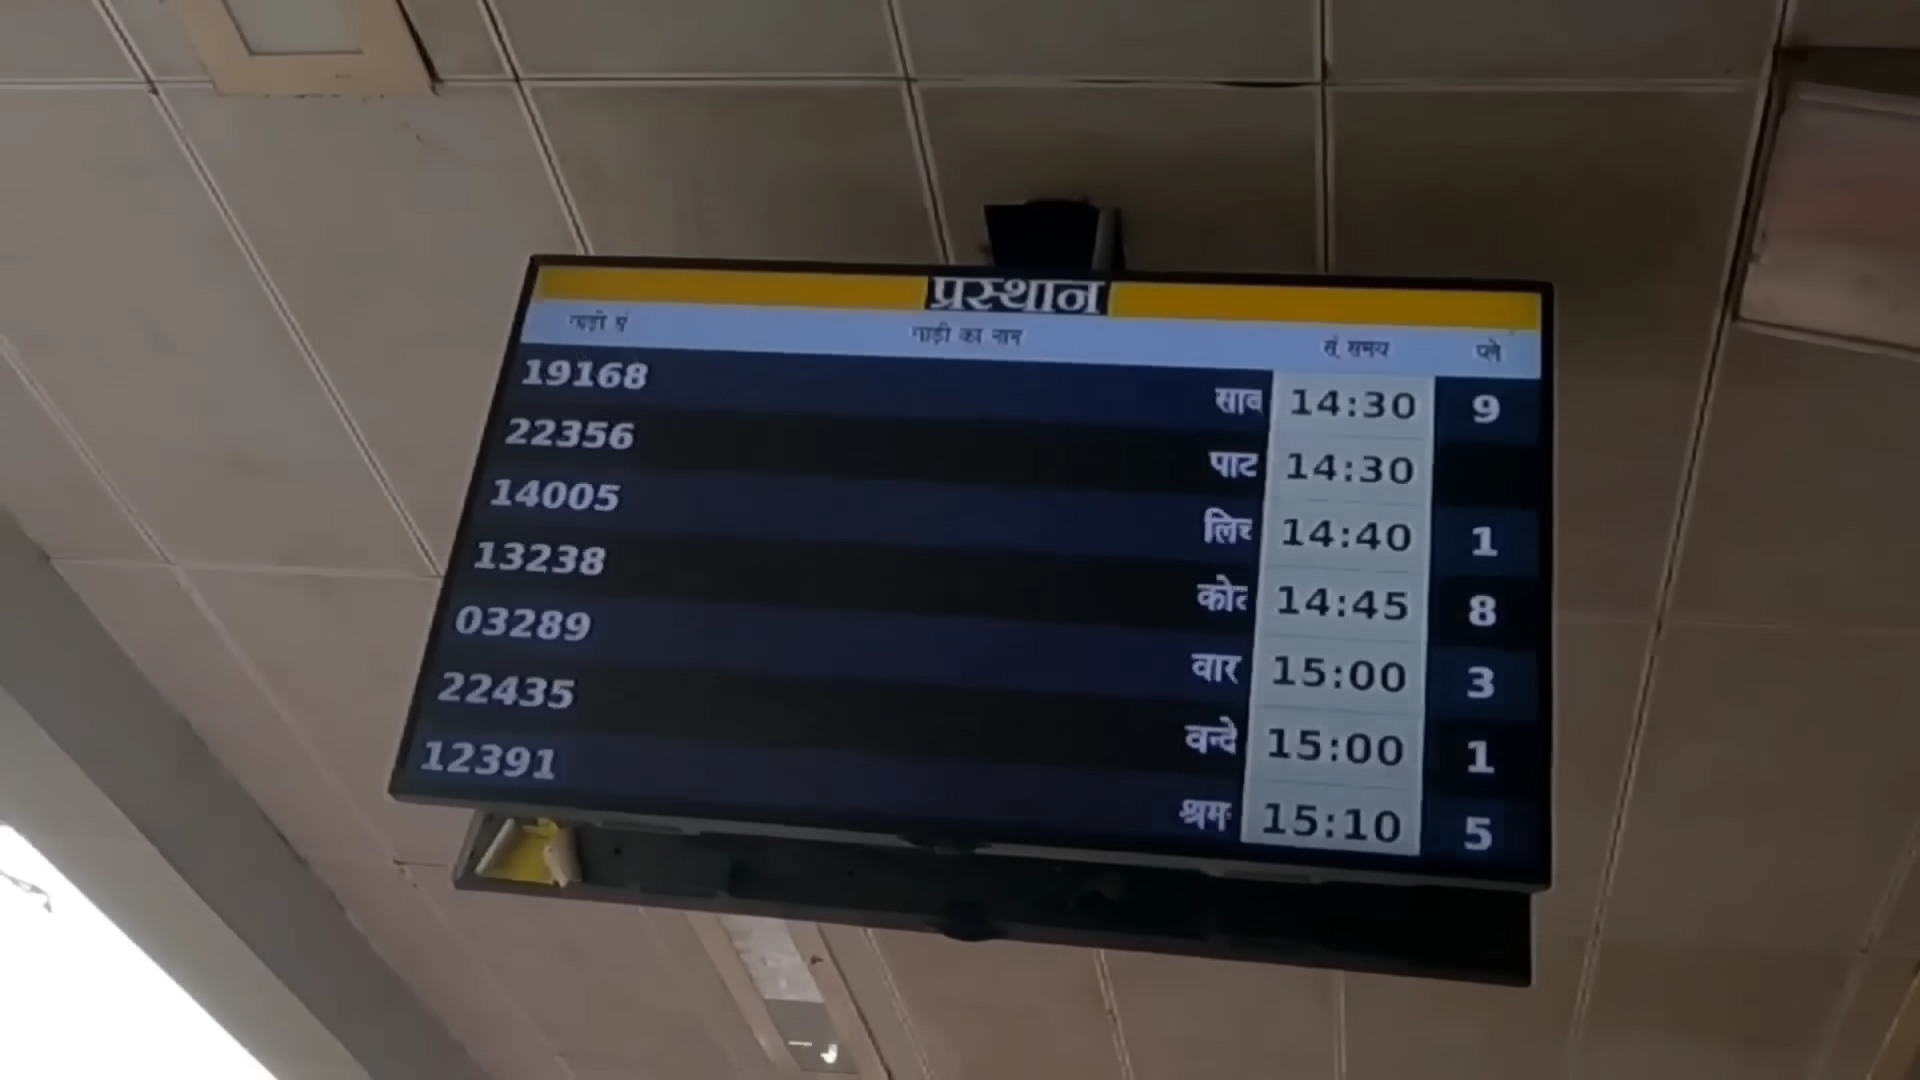 प्रस्थान
गाड़ी सं गाड़ी का नाम समय प्ले
19168 साब 14:30 9
22356 पाट 14:30
14005 लिच 14:40 1
13238 को 14:45 8
03289 वार 15:00 3
22435 वन्दे 15:00 1
12391 श्रम 15:10 5